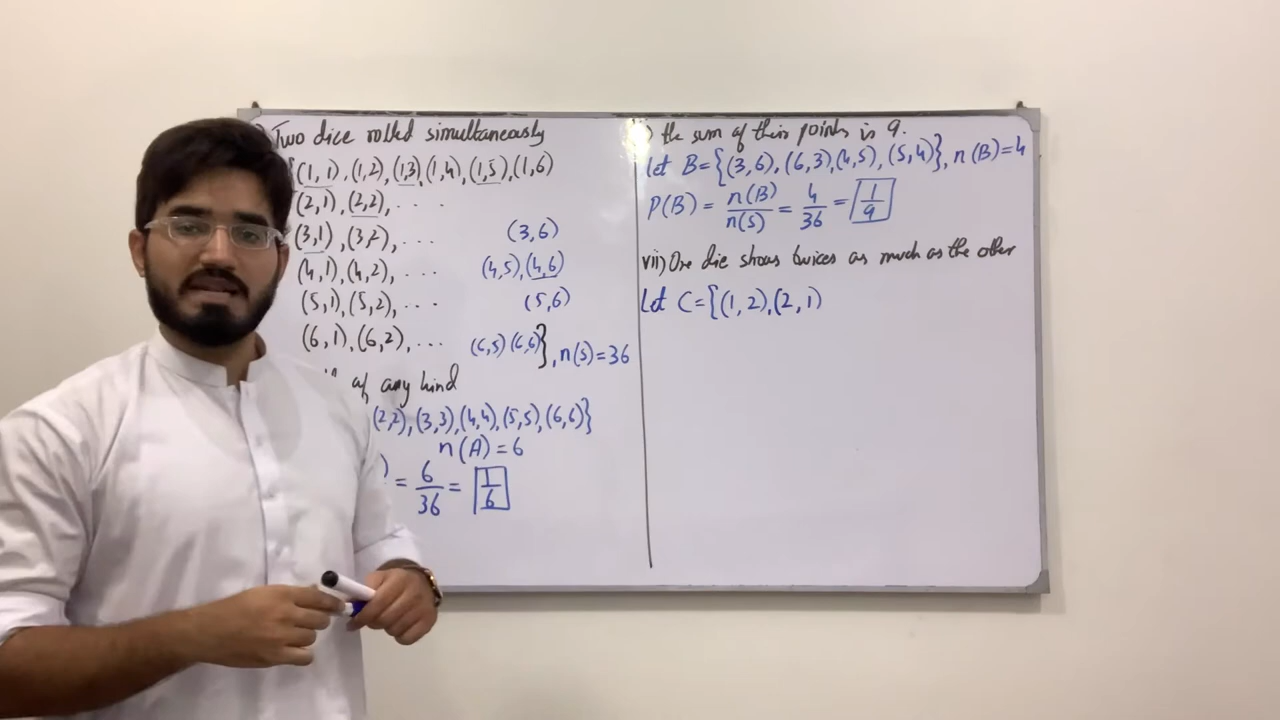 ) Two dice rolled simultaneously
{(1, 1), (1,2), (1,3), (1,4), (1,5), (1,6)
(2,1), (2,2), . . .
(3,1), (3,2), . . . (3,6)
(4,1), (4,2), . . . (4,5), (4,6)
(5,1), (5,2), . . . (5,6)
(6,1), (6,2), . . . (6,5) (6,6)}, n(S) = 36
of any kind
(2,2), (3,3), (4,4), (5,5), (6,6)}
n(A) = 6
) = 6/36 = 1/6
) the sum of their points is 9.
Let B = {(3,6), (6,3), (4,5), (5,4)}, n(B) = 4
P(B) = n(B)/n(S) = 4/36 = 1/9
vii) One die shows twices as much as the other
Let C = {(1, 2), (2, 1)